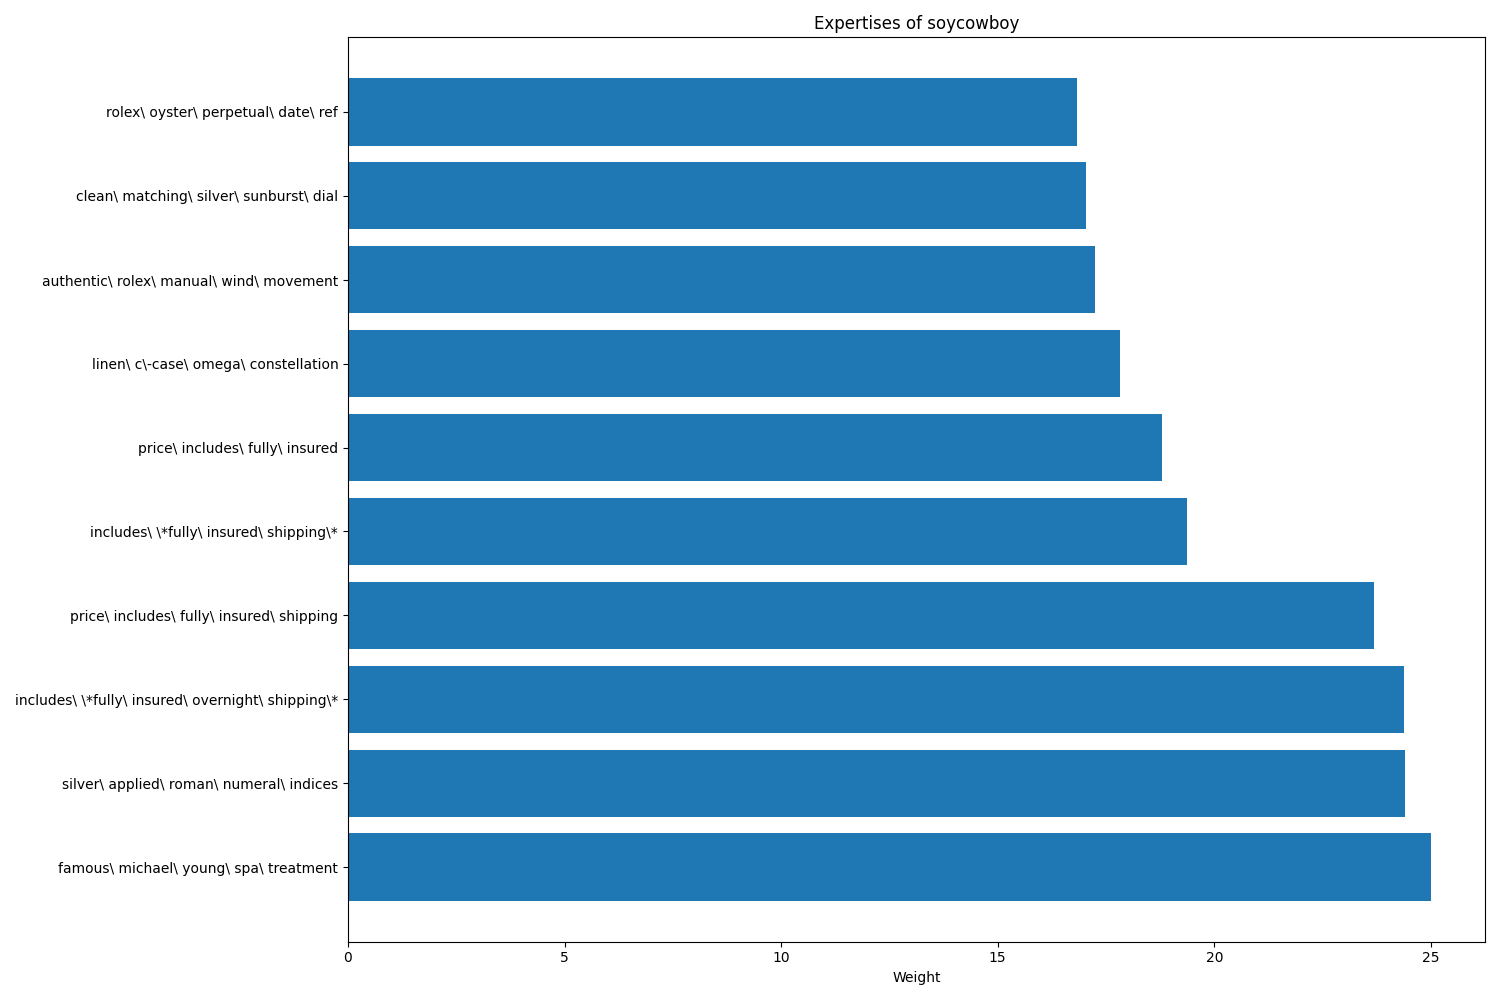 Expertises of soycowboy
rolex\ oyster\ perpetual\ date\ ref
clean\ matching\ silver\ sunburst\ dial
authentic\ rolex\ manual\ wind\ movement
linen\ c\-case\ omega\ constellation
price\ includes\ fully\ insured
includes\ \*fully\ insured\ shipping\*
price\ includes\ fully\ insured\ shipping
includes\ \*fully\ insured\ overnight\ shipping\*
silver\ applied\ roman\ numeral\ indices
famous\ michael\ young\ spa\ treatment
0 5 10 15 20 25
Weight